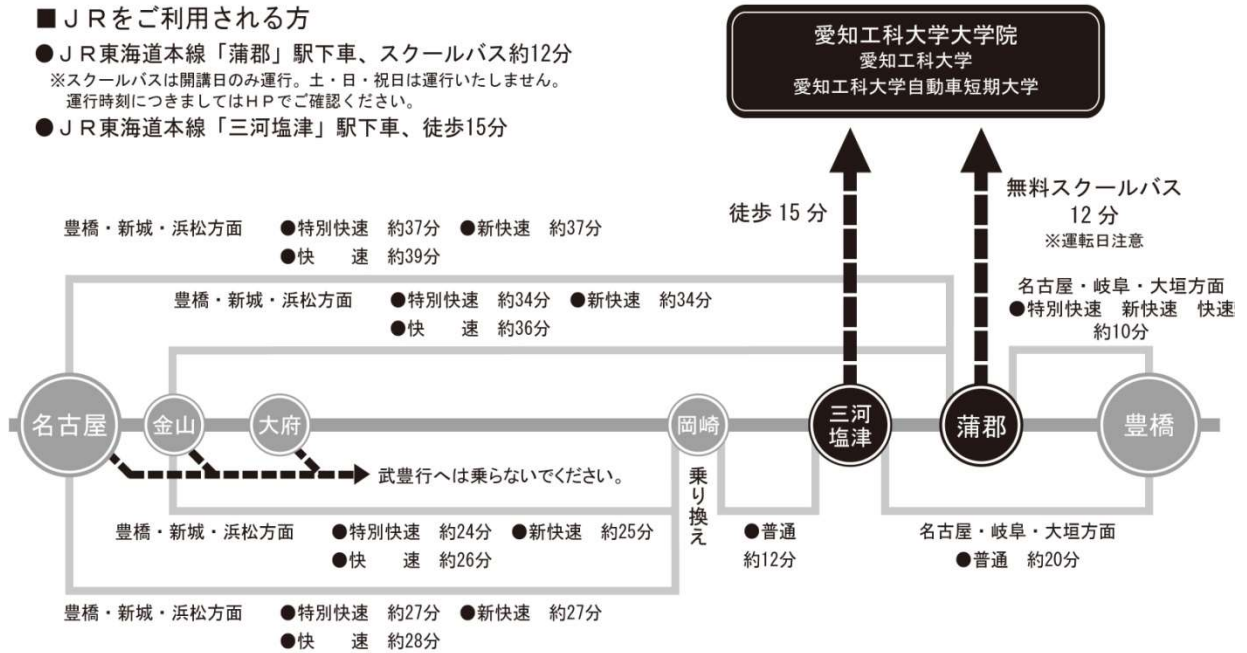 ■ＪＲをご利用される方
●ＪＲ東海道本線「蒲郡」駅下車、スクールバス約12分
※スクールバスは開講日のみ運行。土・日・祝日は運行いたしません。
運行時刻につきましてはＨＰでご確認ください。
●ＪＲ東海道本線「三河塩津」駅下車、徒歩15分
愛知工科大学大学院
愛知工科大学
愛知工科大学自動車短期大学
徒歩 15 分
無料スクールバス
12 分
※運転日注意
豊橋・新城・浜松方面 ●特別快速 約37分 ●新快速 約37分
●快 速 約39分
豊橋・新城・浜松方面 ●特別快速 約34分 ●新快速 約34分
●快 速 約36分
名古屋・岐阜・大垣方面
●特別快速 新快速 快速
約10分
名古屋
金山
大府
岡崎
三河
塩津
蒲郡
豊橋
武豊行へは乗らないでください。
乗り換え
豊橋・新城・浜松方面 ●特別快速 約24分 ●新快速 約25分
●快 速 約26分
●普通
約12分
名古屋・岐阜・大垣方面
●普通 約20分
豊橋・新城・浜松方面 ●特別快速 約27分 ●新快速 約27分
●快 速 約28分